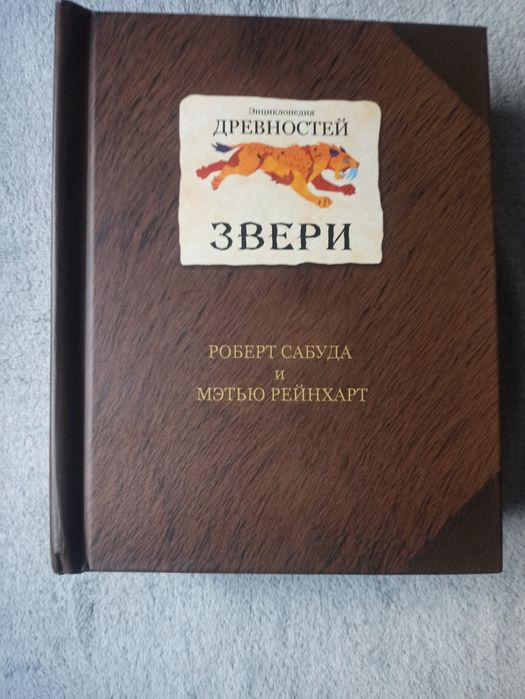 Энциклопедия
ДРЕВНОСТЕЙ
ЗВЕРИ
РОБЕРТ САБУДА
и
МЭТЬЮ РЕЙНХАРТ